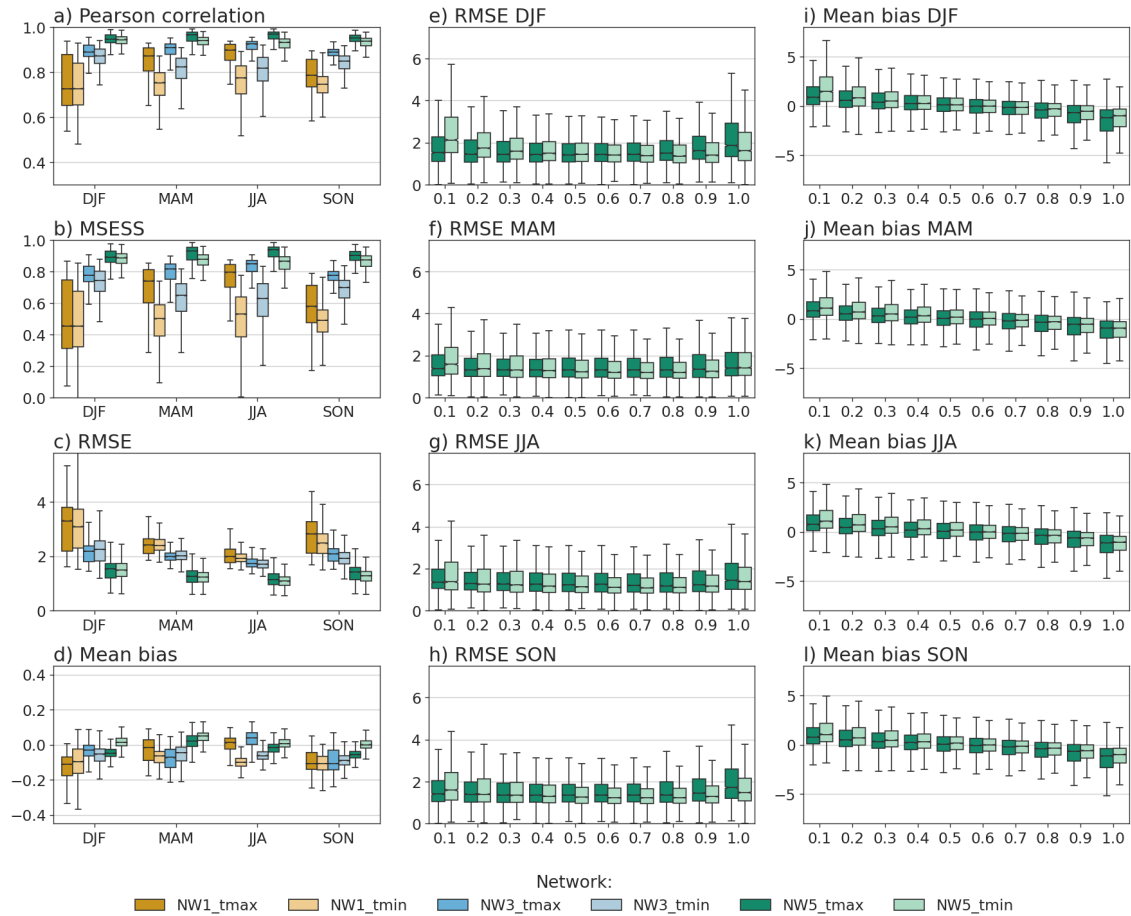 a) Pearson correlation
1.0
0.8
0.6
0.4
DJF MAM JJA SON
b) MSESS
1.0
0.8
0.6
0.4
0.2
0.0
DJF MAM JJA SON
c) RMSE
4
2
0
DJF MAM JJA SON
d) Mean bias
0.4
0.2
0.0
−0.2
−0.4
DJF MAM JJA SON
e) RMSE DJF
6
4
2
0
0.1 0.2 0.3 0.4 0.5 0.6 0.7 0.8 0.9 1.0
f) RMSE MAM
6
4
2
0
0.1 0.2 0.3 0.4 0.5 0.6 0.7 0.8 0.9 1.0
g) RMSE JJA
6
4
2
0
0.1 0.2 0.3 0.4 0.5 0.6 0.7 0.8 0.9 1.0
h) RMSE SON
6
4
2
0
0.1 0.2 0.3 0.4 0.5 0.6 0.7 0.8 0.9 1.0
i) Mean bias DJF
5
0
−5
0.1 0.2 0.3 0.4 0.5 0.6 0.7 0.8 0.9 1.0
j) Mean bias MAM
5
0
−5
0.1 0.2 0.3 0.4 0.5 0.6 0.7 0.8 0.9 1.0
k) Mean bias JJA
5
0
−5
0.1 0.2 0.3 0.4 0.5 0.6 0.7 0.8 0.9 1.0
l) Mean bias SON
5
0
−5
0.1 0.2 0.3 0.4 0.5 0.6 0.7 0.8 0.9 1.0
Network:
NW1_tmax NW1_tmin NW3_tmax NW3_tmin NW5_tmax NW5_tmin